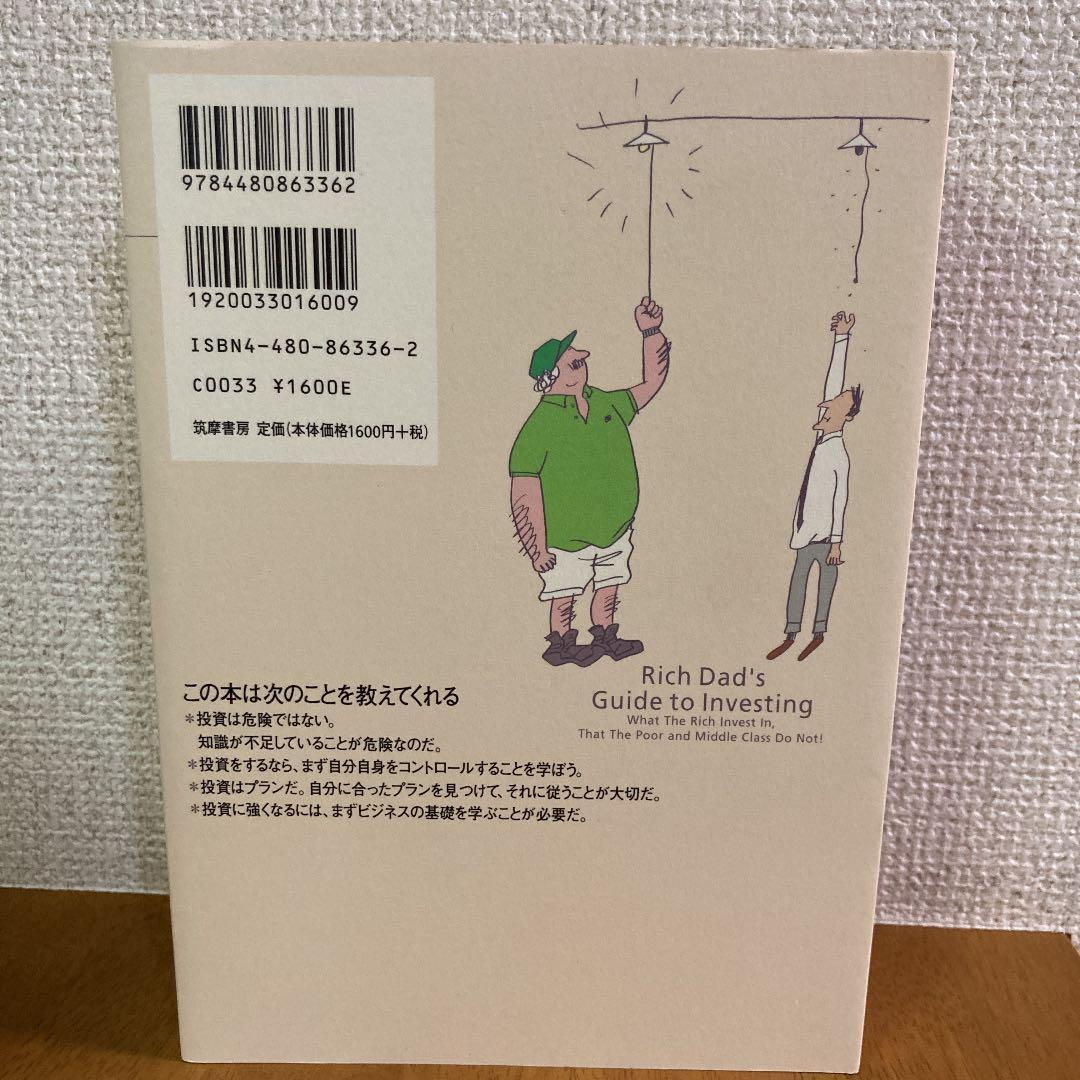 9784480863362
1920033016009
ISBN4-480-86336-2
C0033 ¥1600E
筑摩書房 定価(本体価格1600円+税)
Rich Dad's
Guide to Investing
What The Rich Invest In,
That The Poor and Middle Class Do Not!
この本は次のことを教えてくれる
*投資は危険ではない。
知識が不足していることが危険なのだ。
*投資をするなら、まず自分自身をコントロールすることを学ぼう。
*投資はプランだ。自分に合ったプランを見つけて、それに従うことが大切だ。
*投資に強くなるには、まずビジネスの基礎を学ぶことが必要だ。